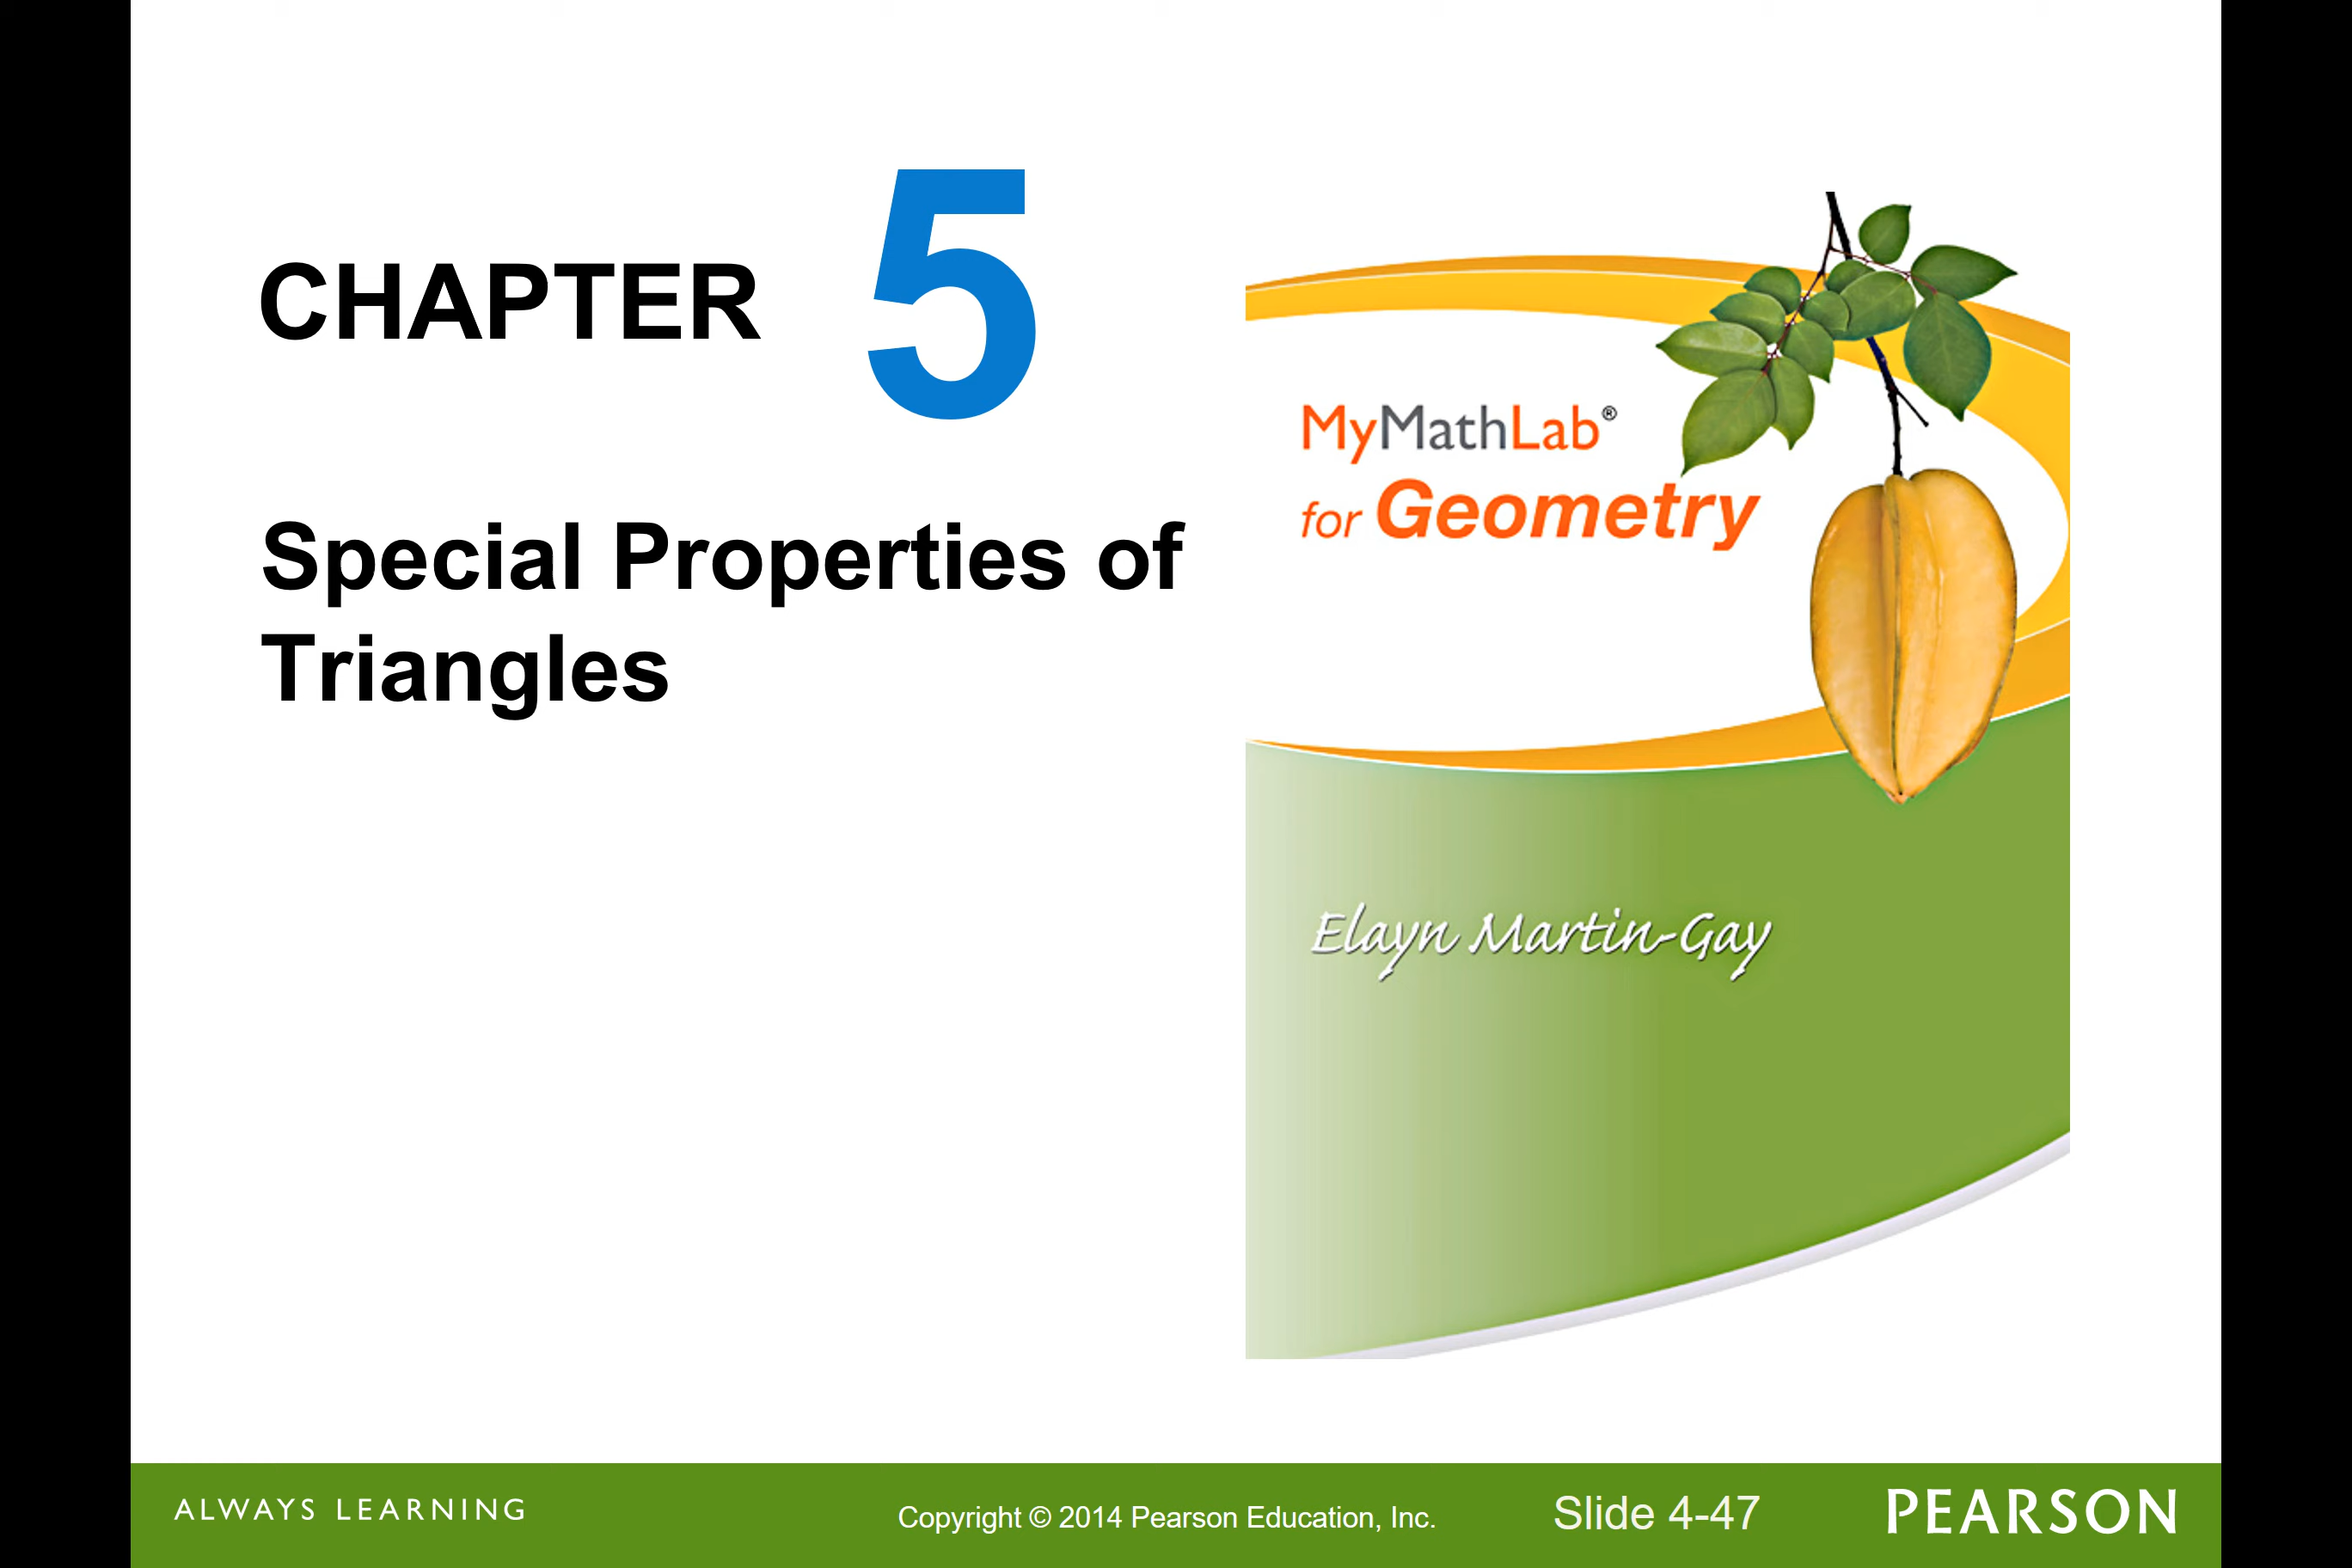 CHAPTER 5
Special Properties of
Triangles
MyMathLab®
for Geometry
Elayn Martin-Gay
ALWAYS LEARNING
Copyright © 2014 Pearson Education, Inc.
Slide 4-47
PEARSON